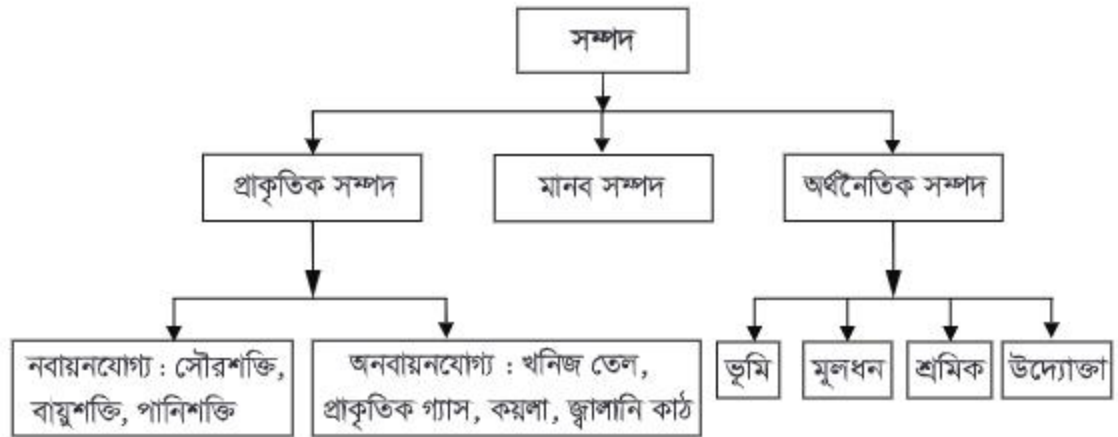 সম্পদ
প্রাকৃতিক সম্পদ
মানব সম্পদ
অর্থনৈতিক সম্পদ
নবায়নযোগ্য : সৌরশক্তি,
বায়ুশক্তি, পানিশক্তি
অনবায়নযোগ্য : খনিজ তেল,
প্রাকৃতিক গ্যাস, কয়লা, জ্বালানি কাঠ
ভূমি
মূলধন
শ্রমিক
উদ্যোক্তা